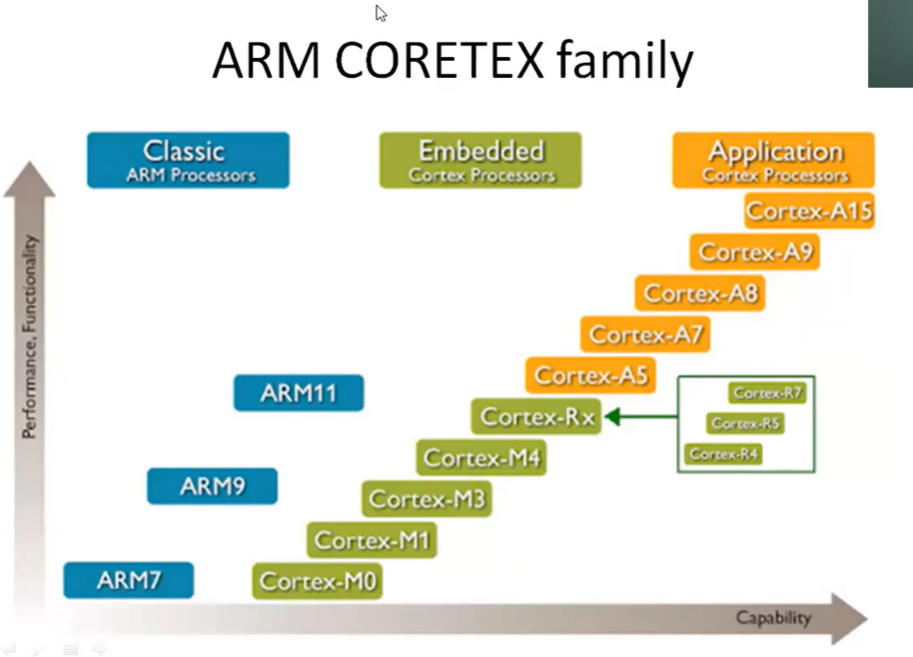 ARM CORETEX family
Classic
ARM Processors
Embedded
Cortex Processors
Application
Cortex Processors
Cortex-A15
Cortex-A9
Cortex-A8
Cortex-A7
Cortex-A5
ARM11
Cortex-R7
Cortex-Rx
Cortex-R5
Cortex-R4
Cortex-M4
ARM9
Cortex-M3
Cortex-M1
ARM7
Cortex-M0
Performance, Functionality
Capability